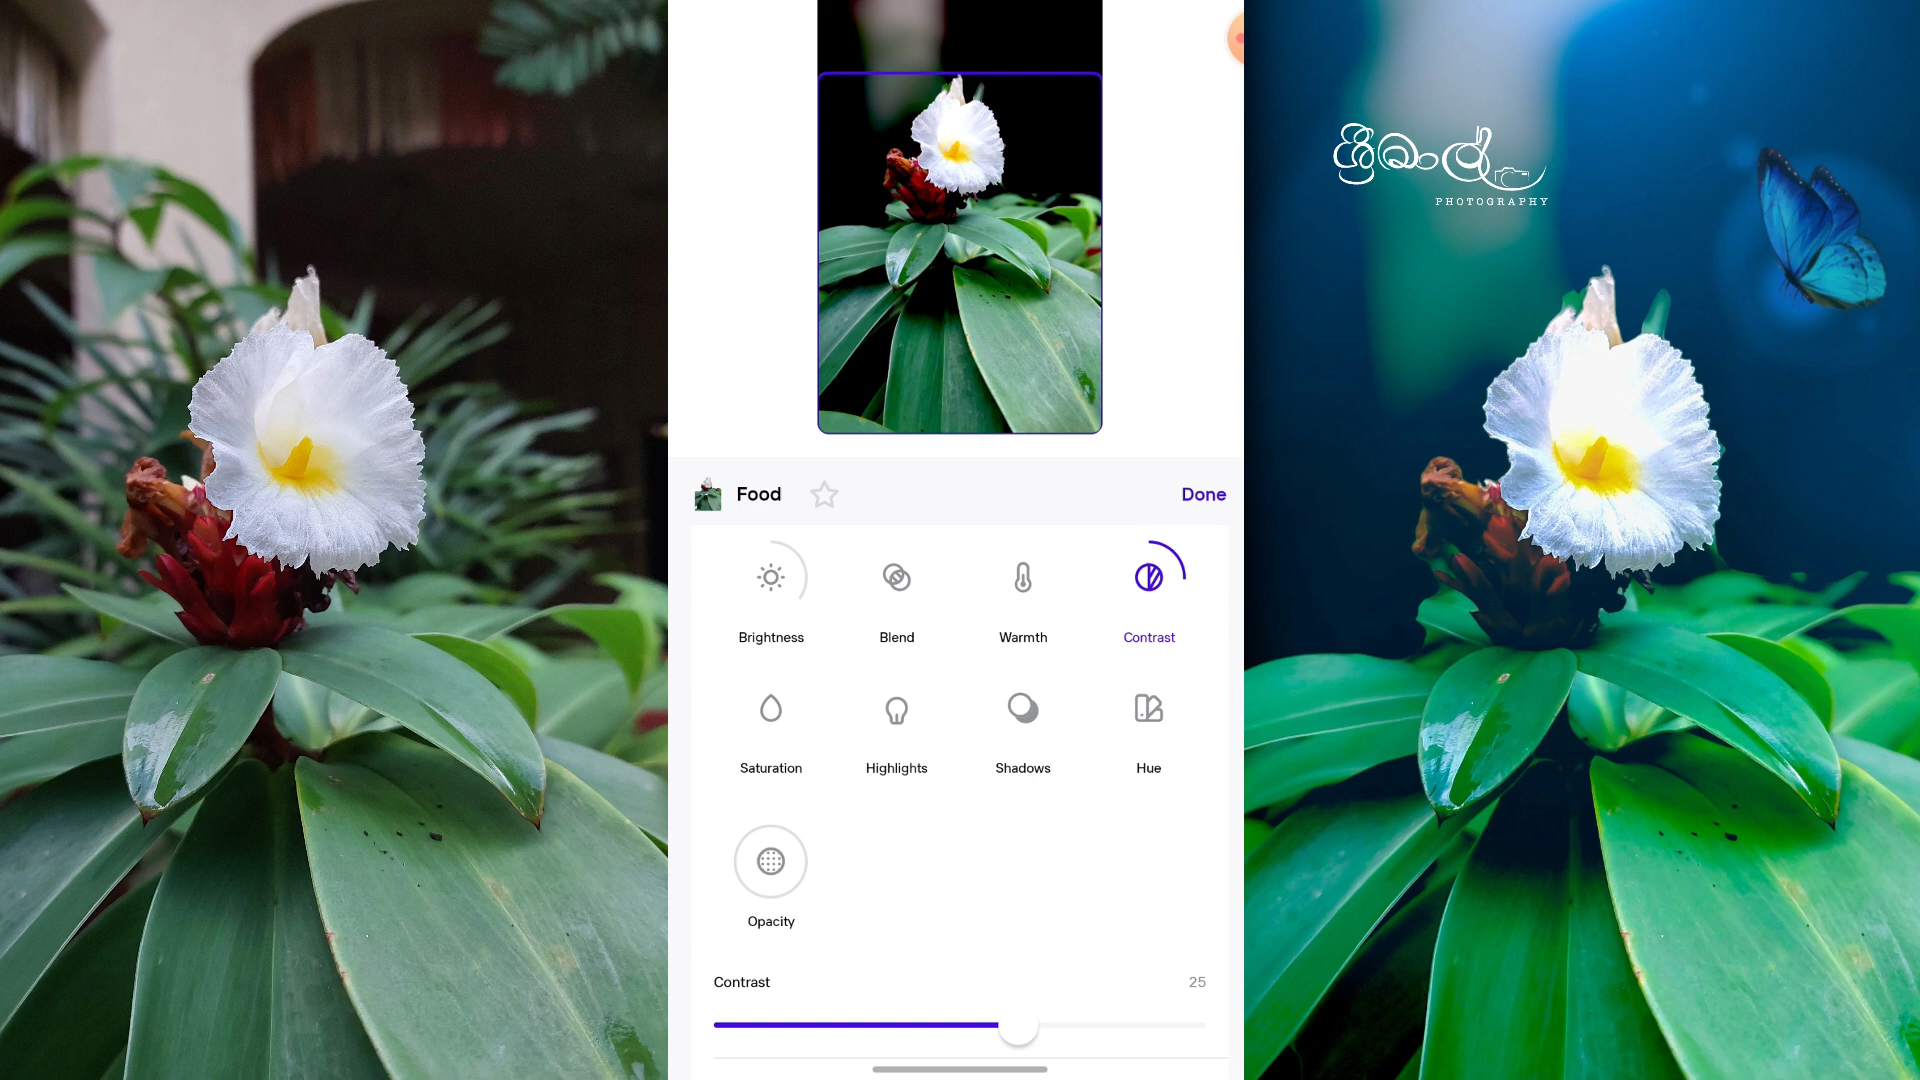 Food
Done
Brightness
Blend
Warmth
Contrast
Saturation
Highlights
Shadows
Hue
Opacity
Contrast
25
PHOTOGRAPHY